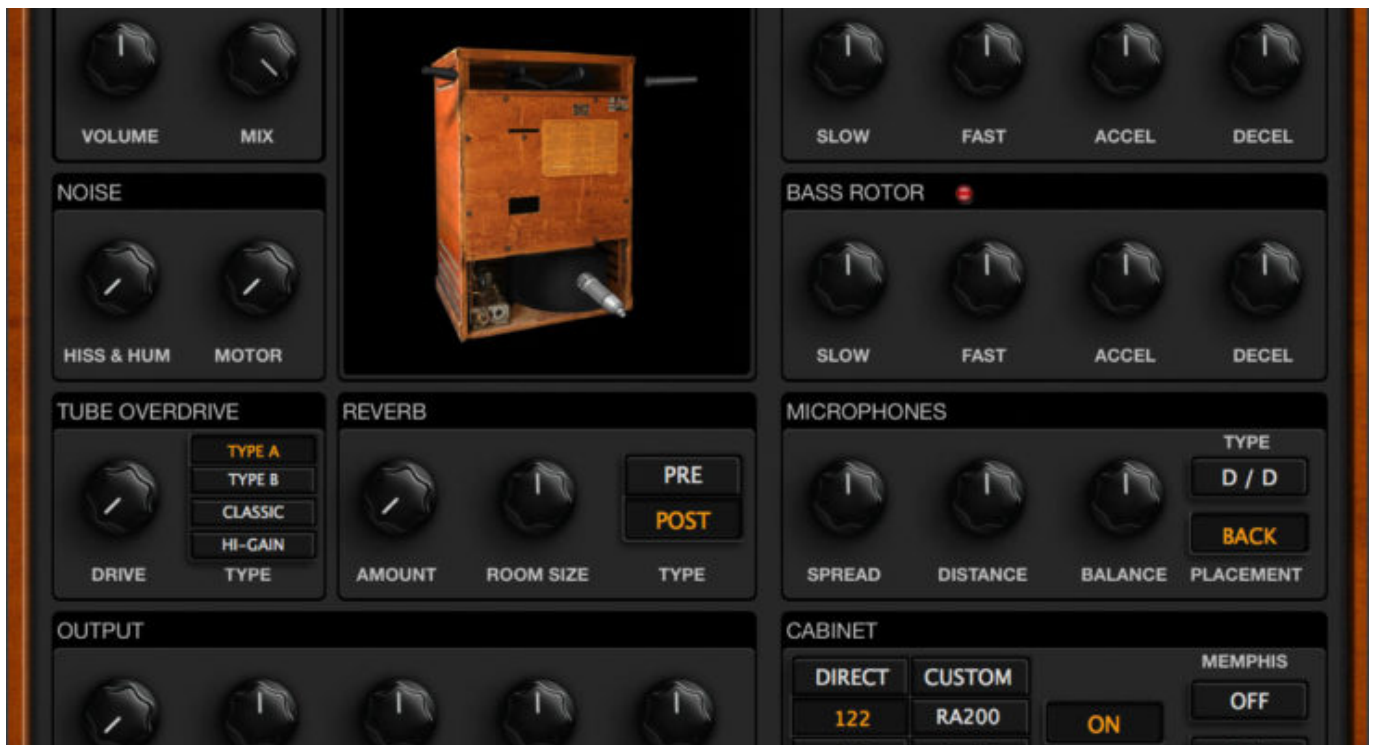 VOLUME
MIX
SLOW
FAST
ACCEL
DECEL
NOISE
HISS & HUM
MOTOR
BASS ROTOR
SLOW
FAST
ACCEL
DECEL
TUBE OVERDRIVE
TYPE A
TYPE B
CLASSIC
HI-GAIN
DRIVE
TYPE
REVERB
PRE
POST
AMOUNT
ROOM SIZE
TYPE
MICROPHONES
TYPE
D / D
BACK
SPREAD
DISTANCE
BALANCE
PLACEMENT
OUTPUT
CABINET
DIRECT
CUSTOM
122
RA200
ON
MEMPHIS
OFF